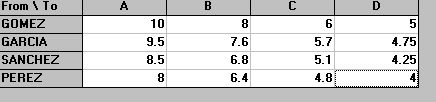 From \ To A B C D
GOMEZ 10 8 6 5
GARCIA 9.5 7.6 5.7 4.75
SANCHEZ 8.5 6.8 5.1 4.25
PEREZ 8 6.4 4.8 4